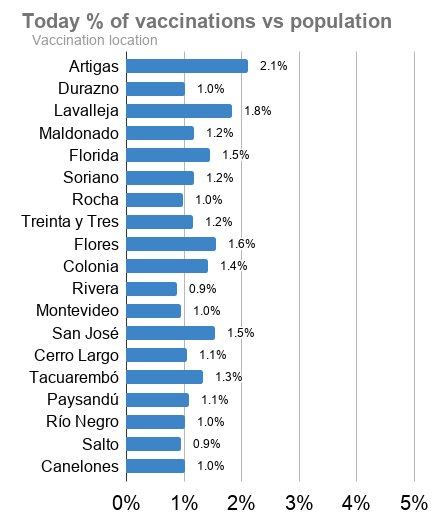 Today % of vaccinations vs population
Vaccination location
Artigas 2.1%
Durazno 1.0%
Lavalleja 1.8%
Maldonado 1.2%
Florida 1.5%
Soriano 1.2%
Rocha 1.0%
Treinta y Tres 1.2%
Flores 1.6%
Colonia 1.4%
Rivera 0.9%
Montevideo 1.0%
San José 1.5%
Cerro Largo 1.1%
Tacuarembó 1.3%
Paysandú 1.1%
Río Negro 1.0%
Salto 0.9%
Canelones 1.0%
0% 1% 2% 3% 4% 5%